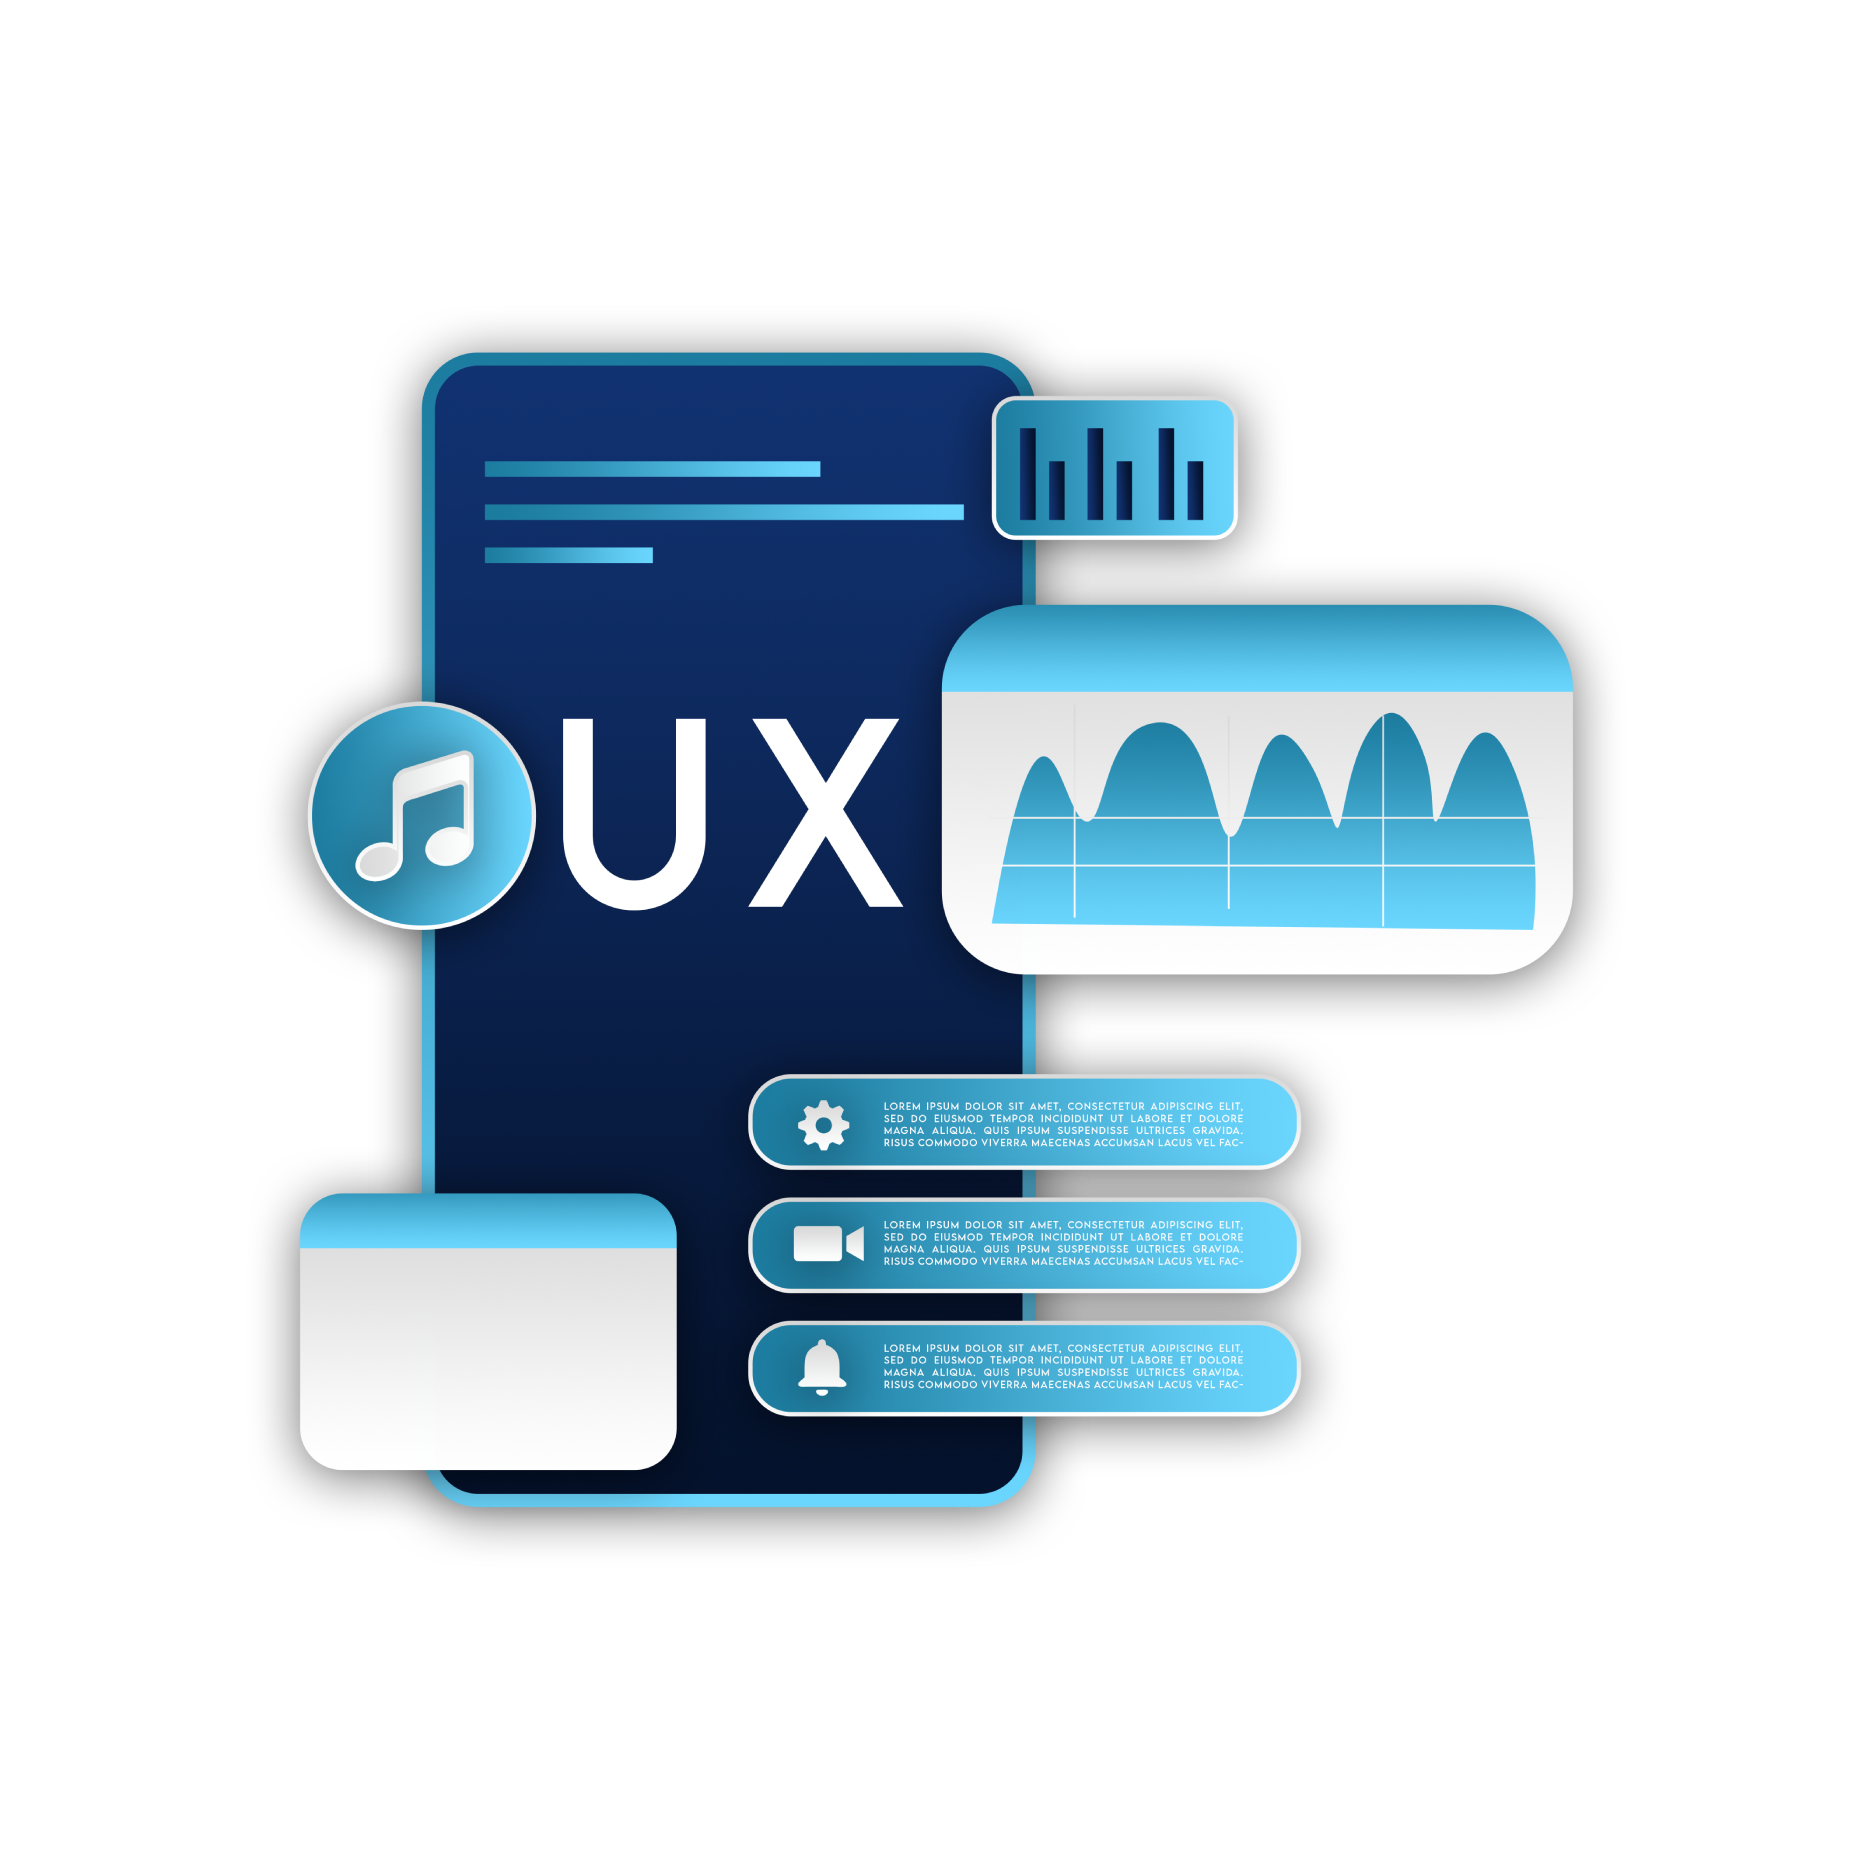 UX
LOREM IPSUM DOLOR SIT AMET, CONSECTETUR ADIPISCING ELIT,
SED DO EIUSMOD TEMPOR INCIDIDUNT UT LABORE ET DOLORE
MAGNA ALIQUA. QUIS IPSUM SUSPENDISSE ULTRICES GRAVIDA.
RISUS COMMODO VIVERRA MAECENAS ACCUMSAN LACUS VEL FAC-
LOREM IPSUM DOLOR SIT AMET, CONSECTETUR ADIPISCING ELIT,
SED DO EIUSMOD TEMPOR INCIDIDUNT UT LABORE ET DOLORE
MAGNA ALIQUA. QUIS IPSUM SUSPENDISSE ULTRICES GRAVIDA.
RISUS COMMODO VIVERRA MAECENAS ACCUMSAN LACUS VEL FAC-
LOREM IPSUM DOLOR SIT AMET, CONSECTETUR ADIPISCING ELIT,
SED DO EIUSMOD TEMPOR INCIDIDUNT UT LABORE ET DOLORE
MAGNA ALIQUA. QUIS IPSUM SUSPENDISSE ULTRICES GRAVIDA.
RISUS COMMODO VIVERRA MAECENAS ACCUMSAN LACUS VEL FAC-